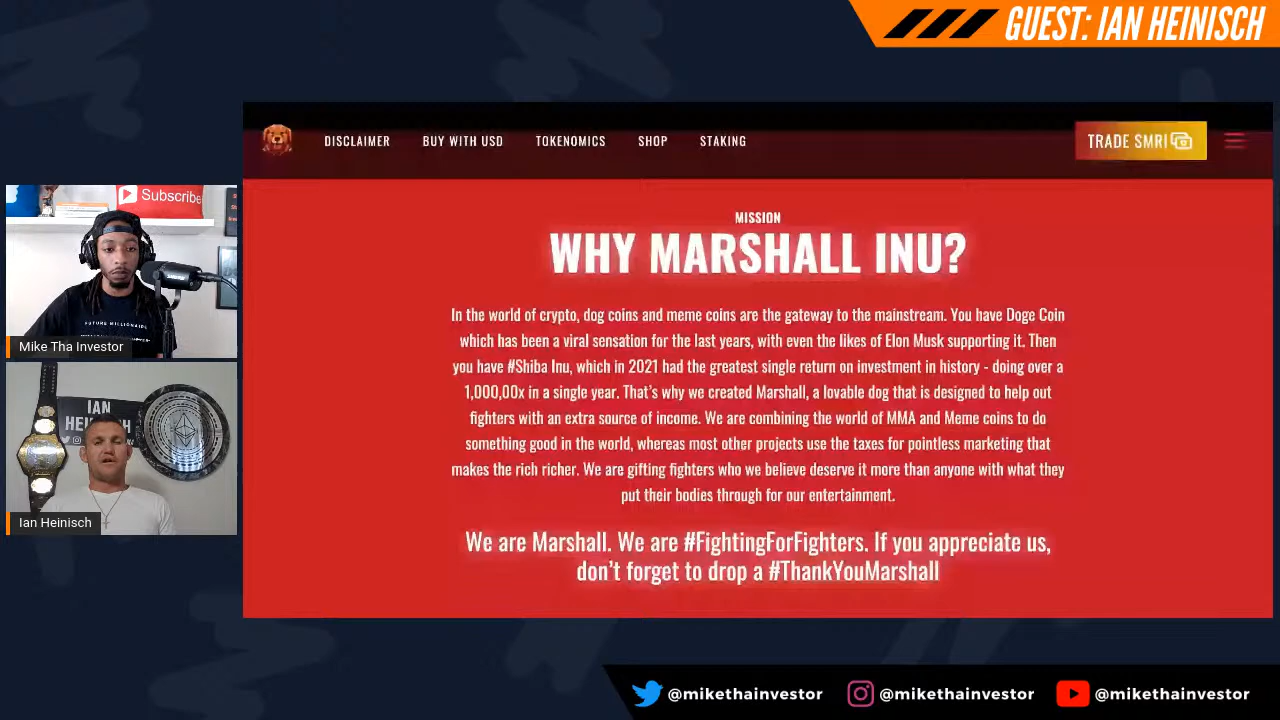 GUEST: IAN HEINISCH
DISCLAIMER
BUY WITH USD
TOKENOMICS
SHOP
STAKING
TRADE SMRI
MISSION
WHY MARSHALL INU?
In the world of crypto, dog coins and meme coins are the gateway to the mainstream. You have Doge Coin
which has been a viral sensation for the last years, with even the likes of Elon Musk supporting it. Then
you have #Shiba Inu, which in 2021 had the greatest single return on investment in history - doing over a
1,000,00x in a single year. That's why we created Marshall, a lovable dog that is designed to help out
fighters with an extra source of income. We are combining the world of MMA and Meme coins to do
something good in the world, whereas most other projects use the taxes for pointless marketing that
makes the rich richer. We are gifting fighters who we believe deserve it more than anyone with what they
put their bodies through for our entertainment.
We are Marshall. We are #FightingForFighters. If you appreciate us,
don't forget to drop a #ThankYouMarshall
Subscribe
FUTURE MILLIONAIRE
Mike Tha Investor
IAN
Ian Heinisch
@mikethainvestor
@mikethainvestor
@mikethainvestor